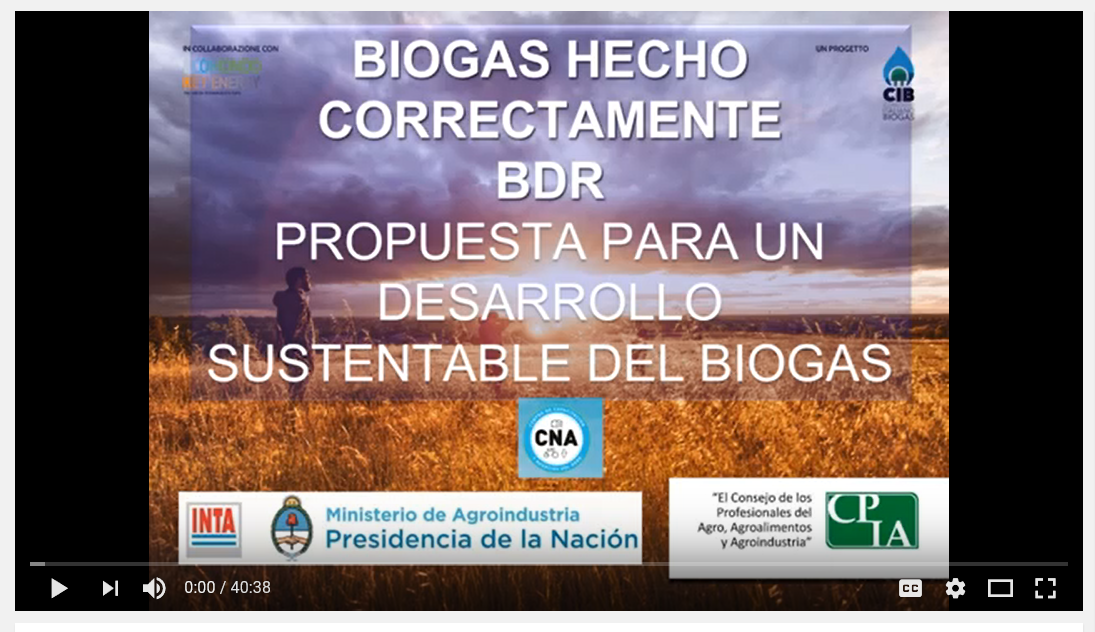 IN COLLABORAZIONE CON
UN PROGETTO
CIB
BIOGAS
BIOGAS HECHO
CORRECTAMENTE
BDR
PROPUESTA PARA UN
DESARROLLO
SUSTENTABLE DEL BIOGAS
CNA
INTA
Ministerio de Agroindustria
Presidencia de la Nación
"El Consejo de los
Profesionales del
Agro, Agroalimentos
y Agroindustria"
CPIA
0:00 / 40:38
CC